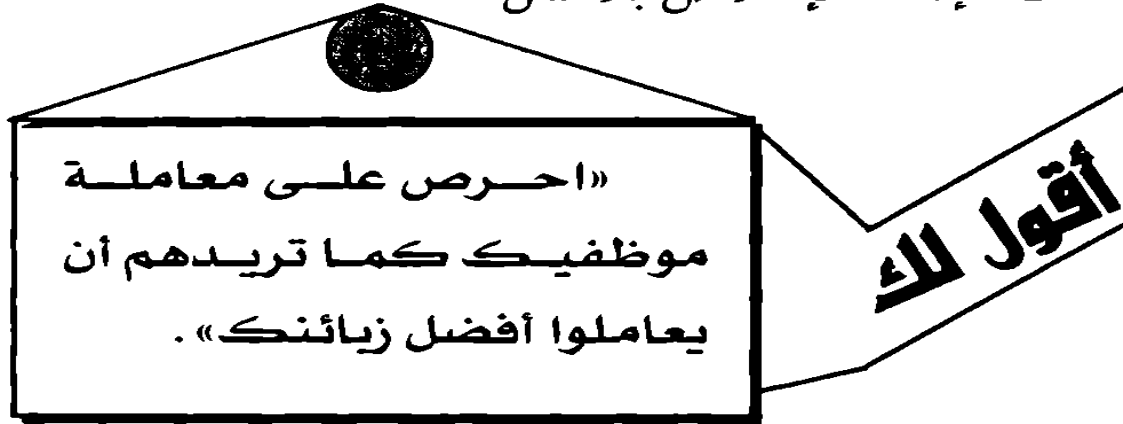 «احرص على معاملة
موظفيك كما تريدهم أن
يعاملوا أفضل زبائنك».
أقول لك